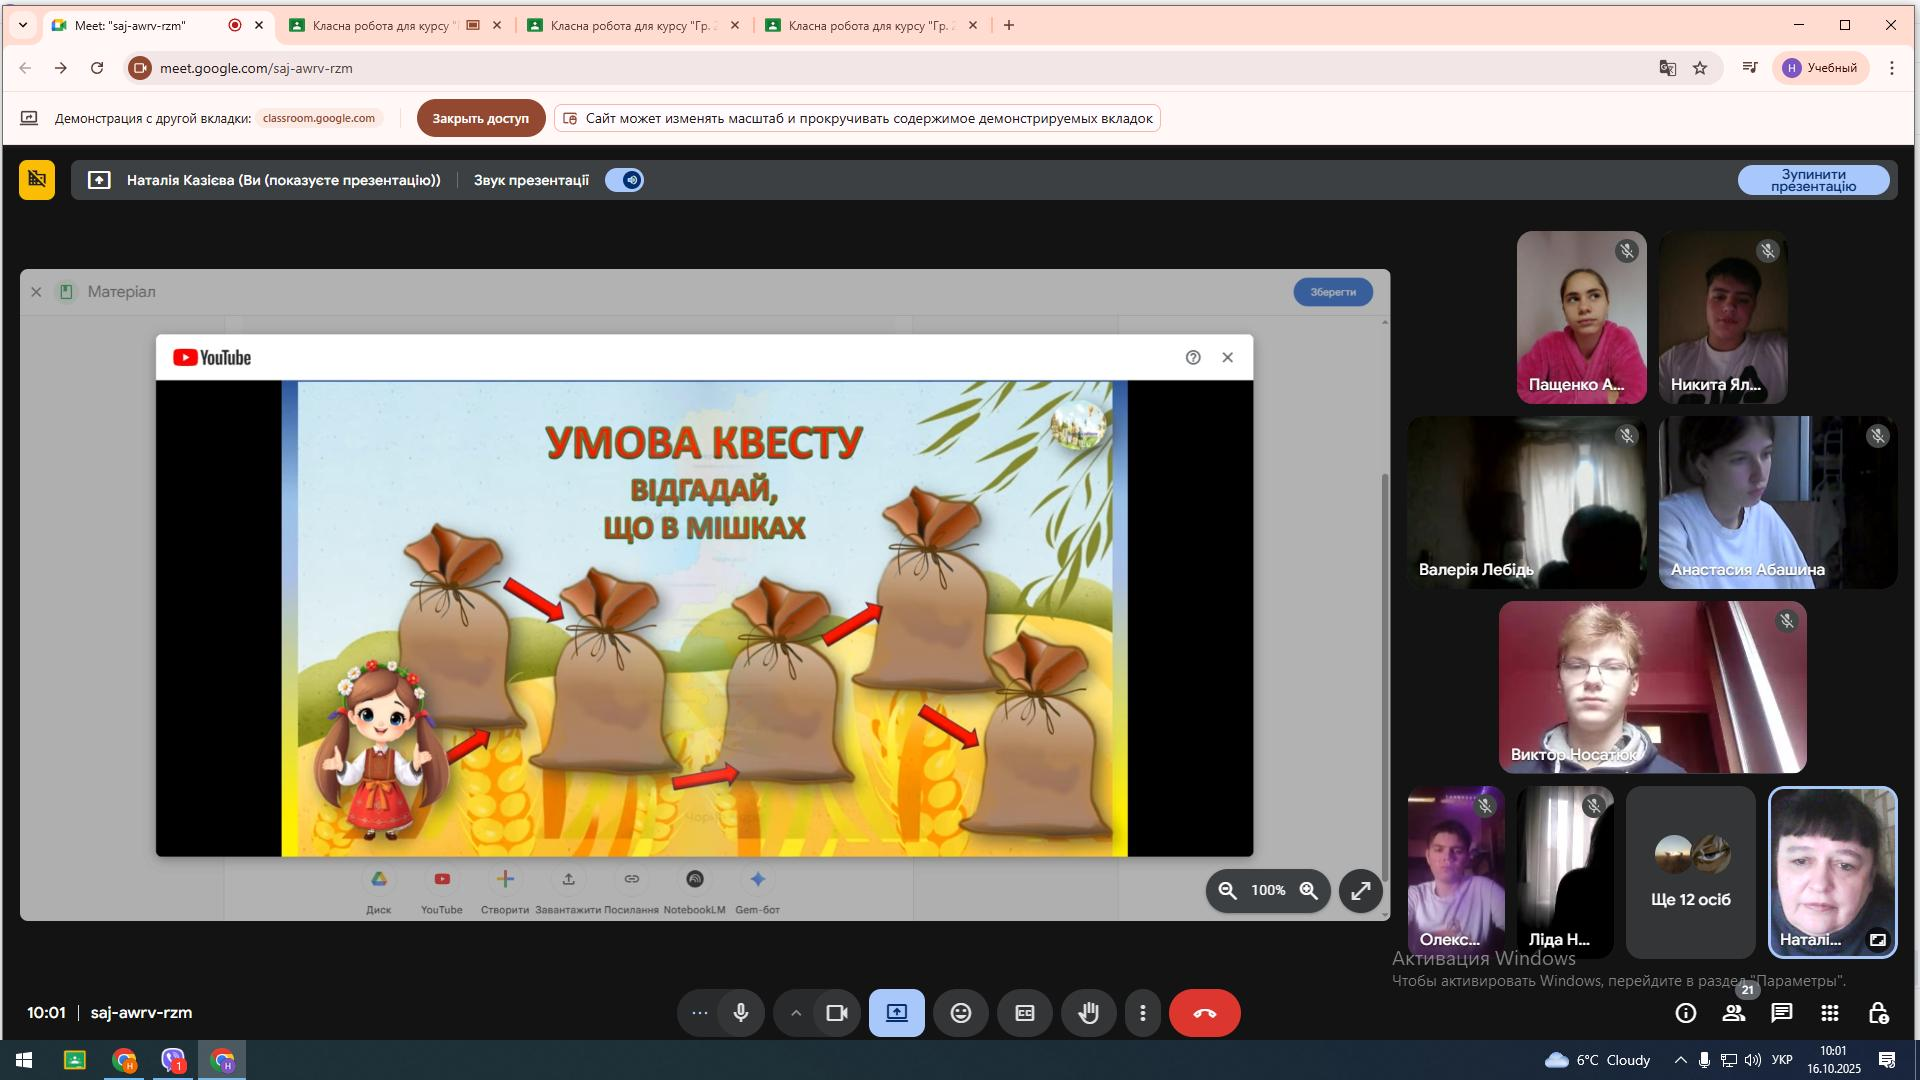 Meet: "saj-awrv-rzm"
Класна робота для курсу "
Класна робота для курсу "Гр. 2
Класна робота для курсу "Гр. 2
meet.google.com/saj-awrv-rzm
Н
Учебный
Демонстрация с другой вкладки:
classroom.google.com
Закрыть доступ
Сайт может изменять масштаб и прокручивать содержимое демонстрируемых вкладок
Наталія Казієва (Ви (показуєте презентацію))
Звук презентації
Зупинити
презентацію
Матеріал
Зберегти
YouTube
УМОВА КВЕСТУ
ВІДГАДАЙ,
ЩО В МІШКАХ
Диск
YouTube
Створити
Завантажити
Посилання
NotebookLM
Gem-бот
100%
Пащенко А...
Никита Ял...
Валерія Лебідь
Анастасия Абашина
Виктор Носатюк
Олекс...
Ліда Н...
Ще 12 осіб
Наталі...
Активация Windows
Чтобы активировать Windows, перейдите в раздел "Параметры".
10:01
saj-awrv-rzm
21
1
6°C Cloudy
УКР
10:01
16.10.2025